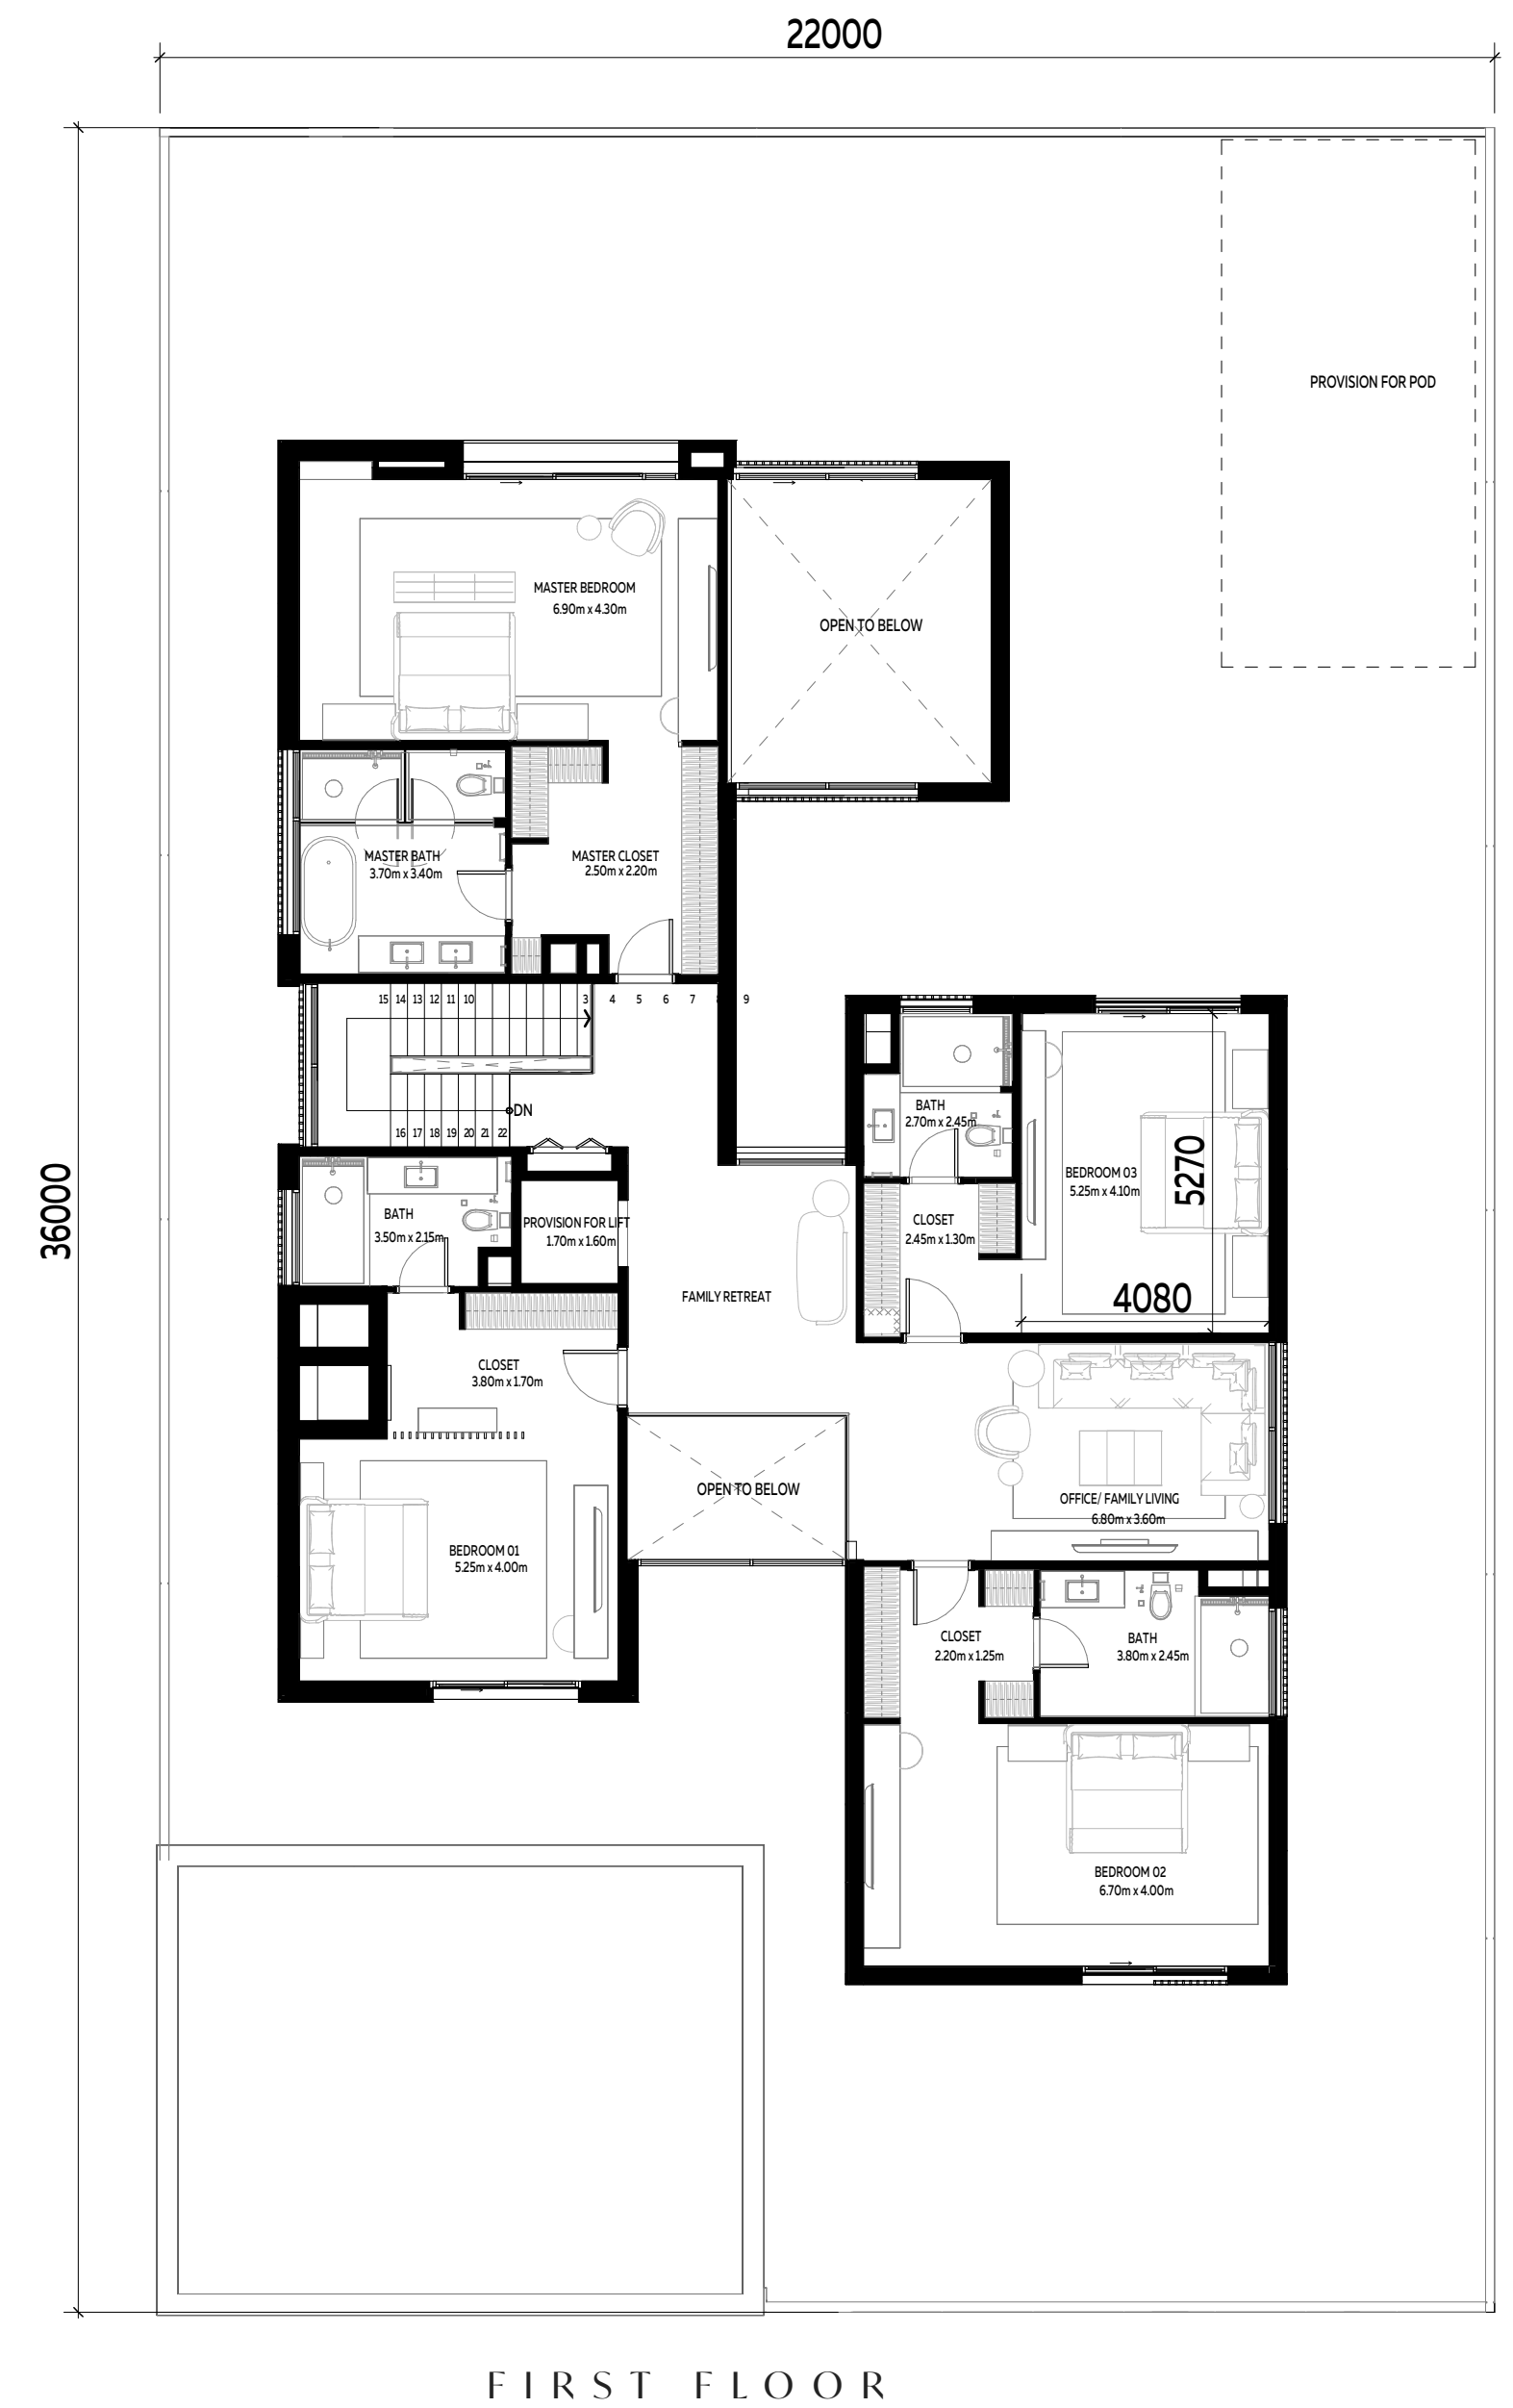 22000
36000
PROVISION FOR POD
MASTER BEDROOM
6.90m x 4.30m
OPEN TO BELOW
MASTER BATH
3.70m x 3.40m
MASTER CLOSET
2.50m x 2.20m
15 14 13 12 11 10 3 4 5 6 7 8 9
DN
16 17 18 19 20 21 22
BATH
2.70m x 2.45m
BEDROOM 03
5.25m x 4.10m
5270
4080
CLOSET
2.45m x 1.30m
BATH
3.50m x 2.15m
PROVISION FOR LIFT
1.70m x 1.60m
FAMILY RETREAT
CLOSET
3.80m x 1.70m
OPEN TO BELOW
OFFICE/ FAMILY LIVING
6.80m x 3.60m
BEDROOM 01
5.25m x 4.00m
CLOSET
2.20m x 1.25m
BATH
3.80m x 2.45m
BEDROOM 02
6.70m x 4.00m
FIRST FLOOR